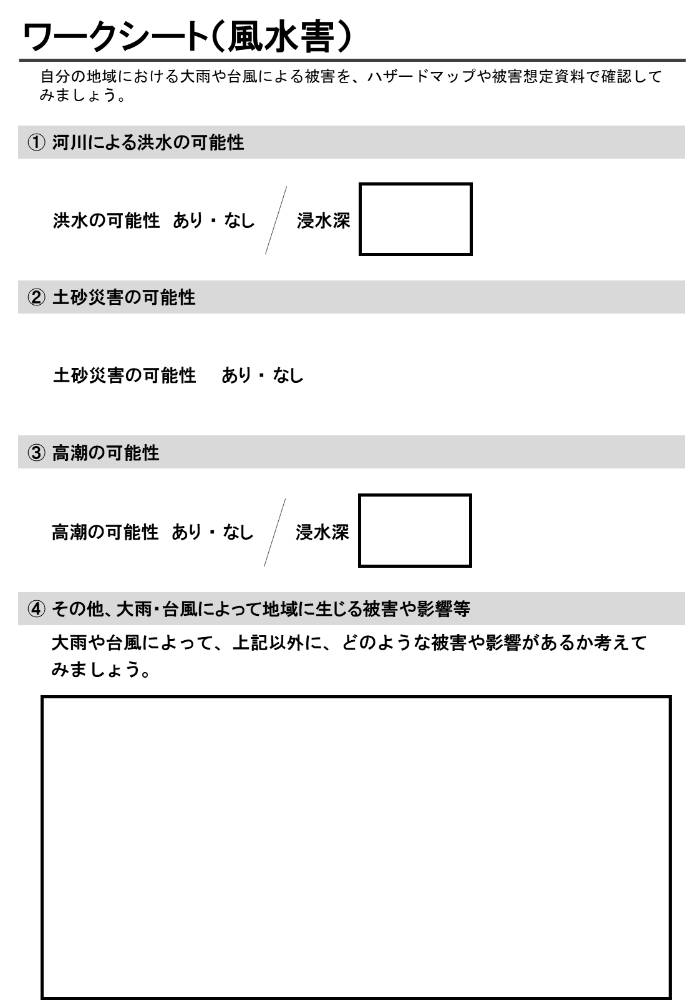 ワークシート（風水害）
自分の地域における大雨や台風による被害を、ハザードマップや被害想定資料で確認して
みましょう。
① 河川による洪水の可能性
洪水の可能性 あり・なし 浸水深
② 土砂災害の可能性
土砂災害の可能性 あり・なし
③ 高潮の可能性
高潮の可能性 あり・なし 浸水深
④ その他、大雨・台風によって地域に生じる被害や影響等
大雨や台風によって、上記以外に、どのような被害や影響があるか考えて
みましょう。